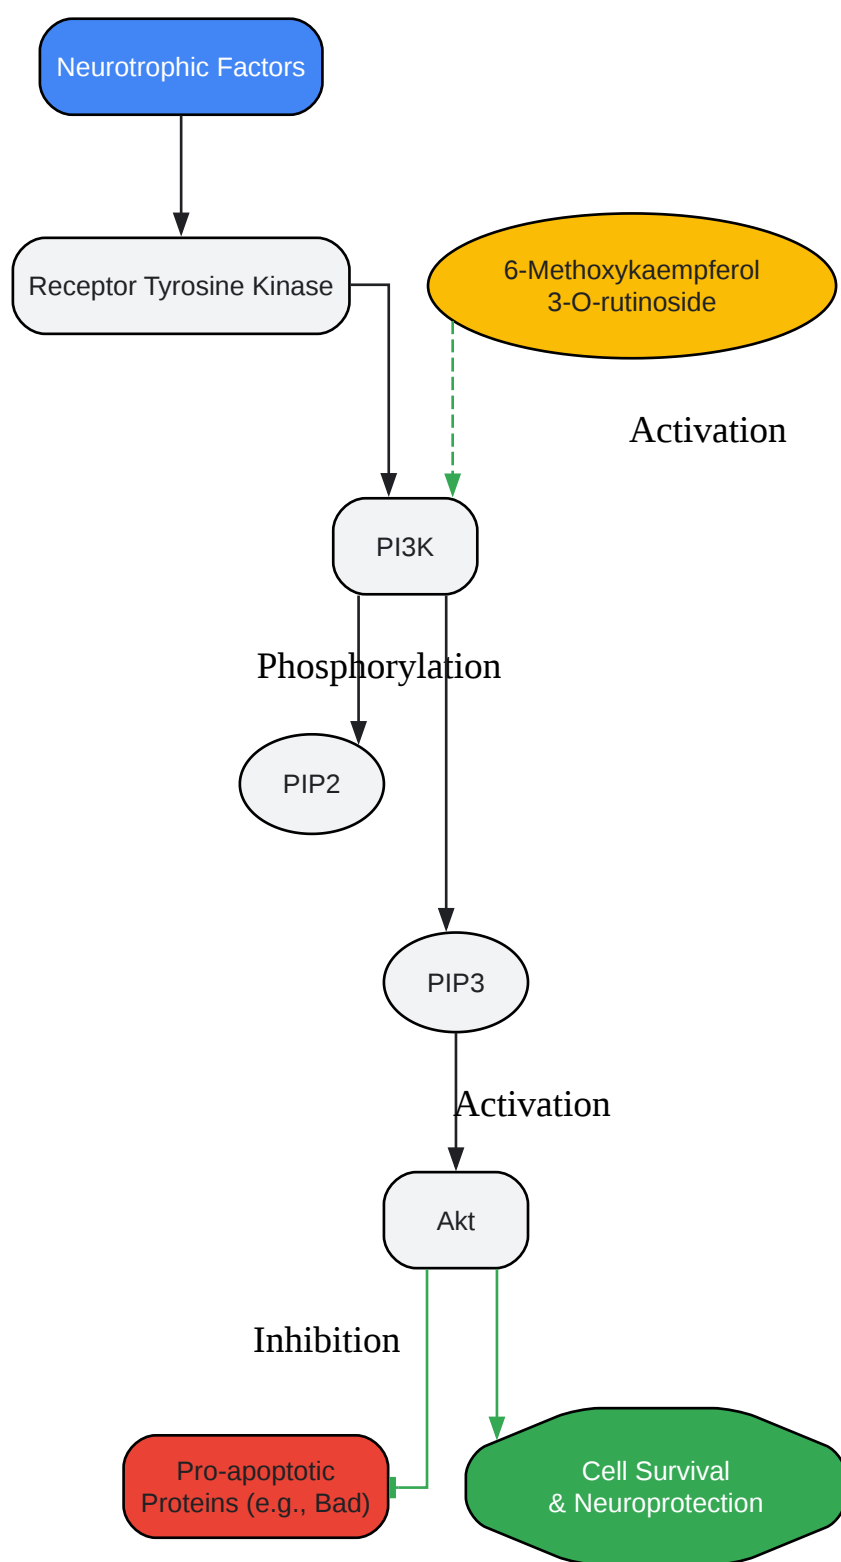 Neurotrophic Factors
Receptor Tyrosine Kinase
6-Methoxykaempferol
3-O-rutinoside
Activation
PI3K
Phosphorylation
PIP2
PIP3
Activation
Akt
Inhibition
Pro-apoptotic
Proteins (e.g., Bad)
Cell Survival
& Neuroprotection